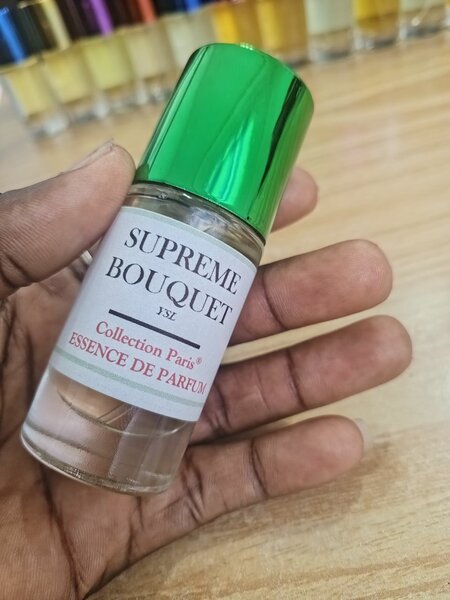 SUPREME
BOUQUET
YSL
Collection Paris®
ESSENCE DE PARFUM